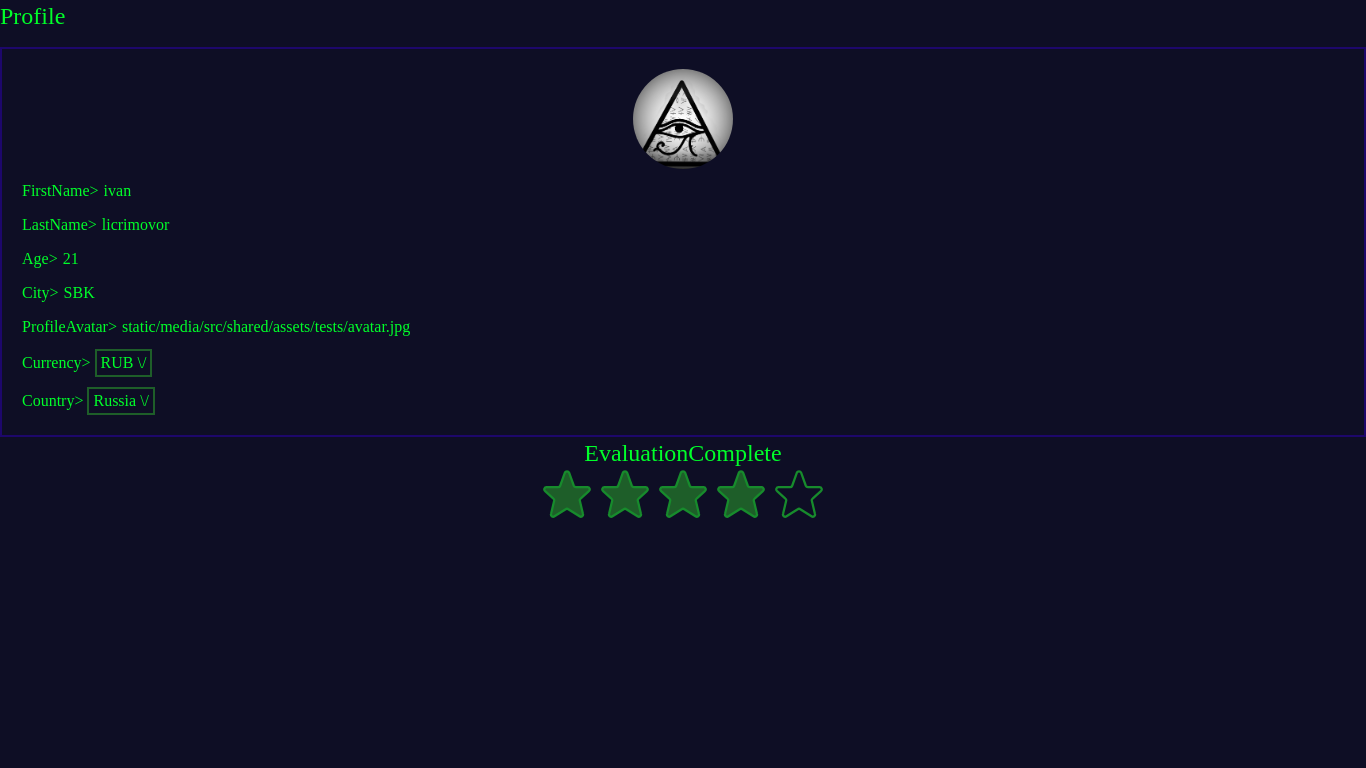 Profile
FirstName> ivan
LastName> licrimovor
Age> 21
City> SBK
ProfileAvatar> static/media/src/shared/assets/tests/avatar.jpg
Currency> RUB \/
Country> Russia \/
EvaluationComplete